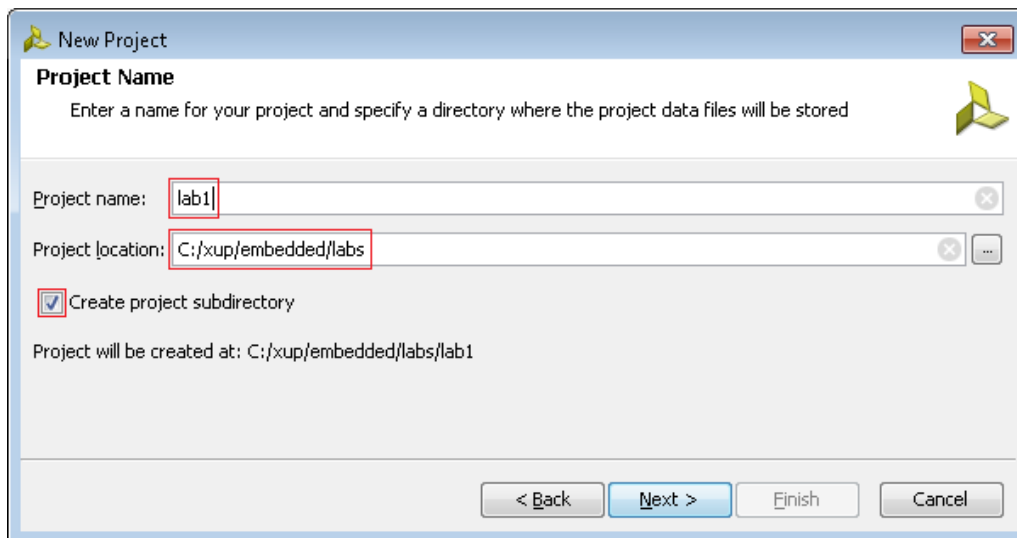 New Project
Project Name
Enter a name for your project and specify a directory where the project data files will be stored
Project name: lab1
Project location: C:/xup/embedded/labs ...
Create project subdirectory
Project will be created at: C:/xup/embedded/labs/lab1
< Back Next > Finish Cancel